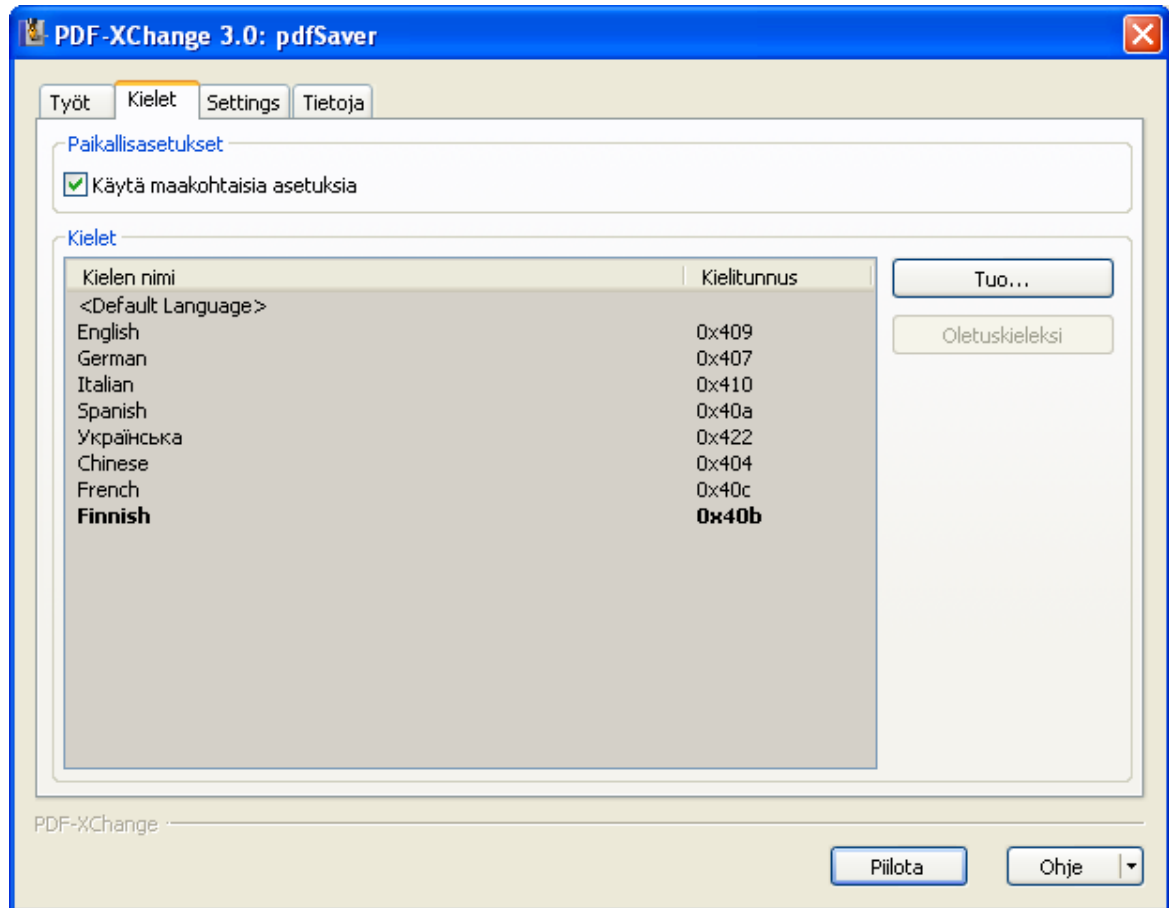 PDF-XChange 3.0: pdfSaver
Työt Kielet Settings Tietoja
Paikallisasetukset
Käytä maakohtaisia asetuksia
Kielet
Kielen nimi Kielitunnus
Tuo...
<Default Language>
English 0x409
Oletuskieleksi
German 0x407
Italian 0x410
Spanish 0x40a
Українська 0x422
Chinese 0x404
French 0x40c
Finnish 0x40b
PDF-XChange
Piilota Ohje